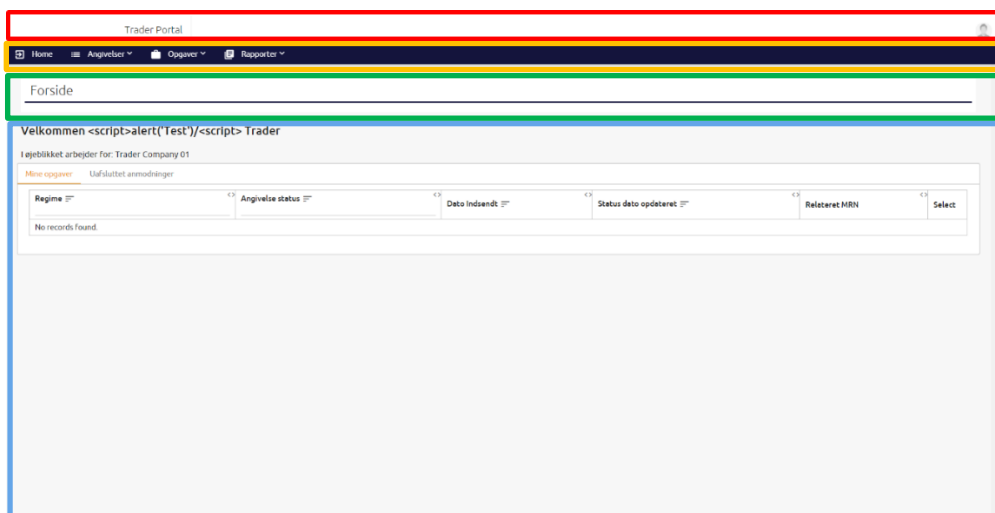 Trader Portal
Home Angivelser Opgaver Rapporter
Forside
Velkommen <script>alert('Test')/<script> Trader
I øjeblikket arbejder for: Trader Company 01
Mine opgaver Uafsluttet anmodninger
Regime Angivelse status Dato Indsendt Status dato opdateret Relateret MRN Select
No records found.